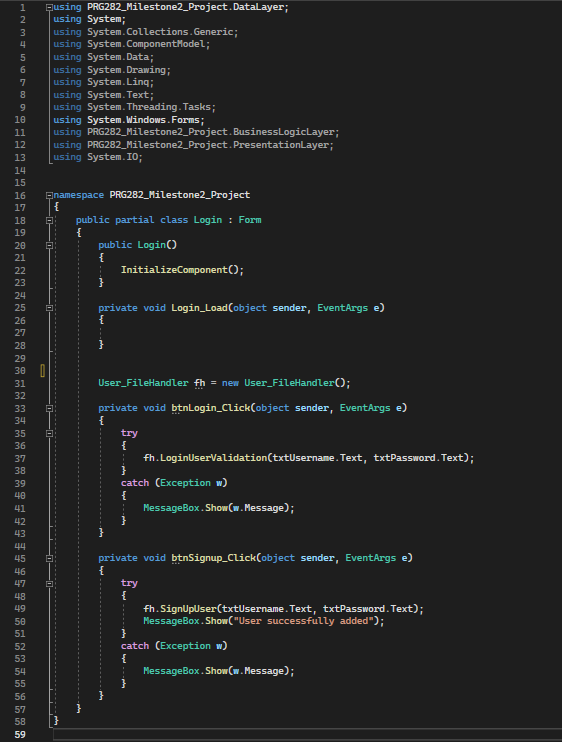 1 using PRG282_Milestone2_Project.DataLayer;
2 using System;
3 using System.Collections.Generic;
4 using System.ComponentModel;
5 using System.Data;
6 using System.Drawing;
7 using System.Linq;
8 using System.Text;
9 using System.Threading.Tasks;
10 using System.Windows.Forms;
11 using PRG282_Milestone2_Project.BusinessLogicLayer;
12 using PRG282_Milestone2_Project.PresentationLayer;
13 using System.IO;
14
15
16 namespace PRG282_Milestone2_Project
17 {
18     public partial class Login : Form
19     {
20         public Login()
21         {
22             InitializeComponent();
23         }
24
25         private void Login_Load(object sender, EventArgs e)
26         {
27
28         }
29
30
31         User_FileHandler fh = new User_FileHandler();
32
33         private void btnLogin_Click(object sender, EventArgs e)
34         {
35             try
36             {
37                 fh.LoginUserValidation(txtUsername.Text, txtPassword.Text);
38             }
39             catch (Exception w)
40             {
41                 MessageBox.Show(w.Message);
42             }
43         }
44
45         private void btnSignup_Click(object sender, EventArgs e)
46         {
47             try
48             {
49                 fh.SignUpUser(txtUsername.Text, txtPassword.Text);
50                 MessageBox.Show("User successfully added");
51             }
52             catch (Exception w)
53             {
54                 MessageBox.Show(w.Message);
55             }
56         }
57     }
58 }
59